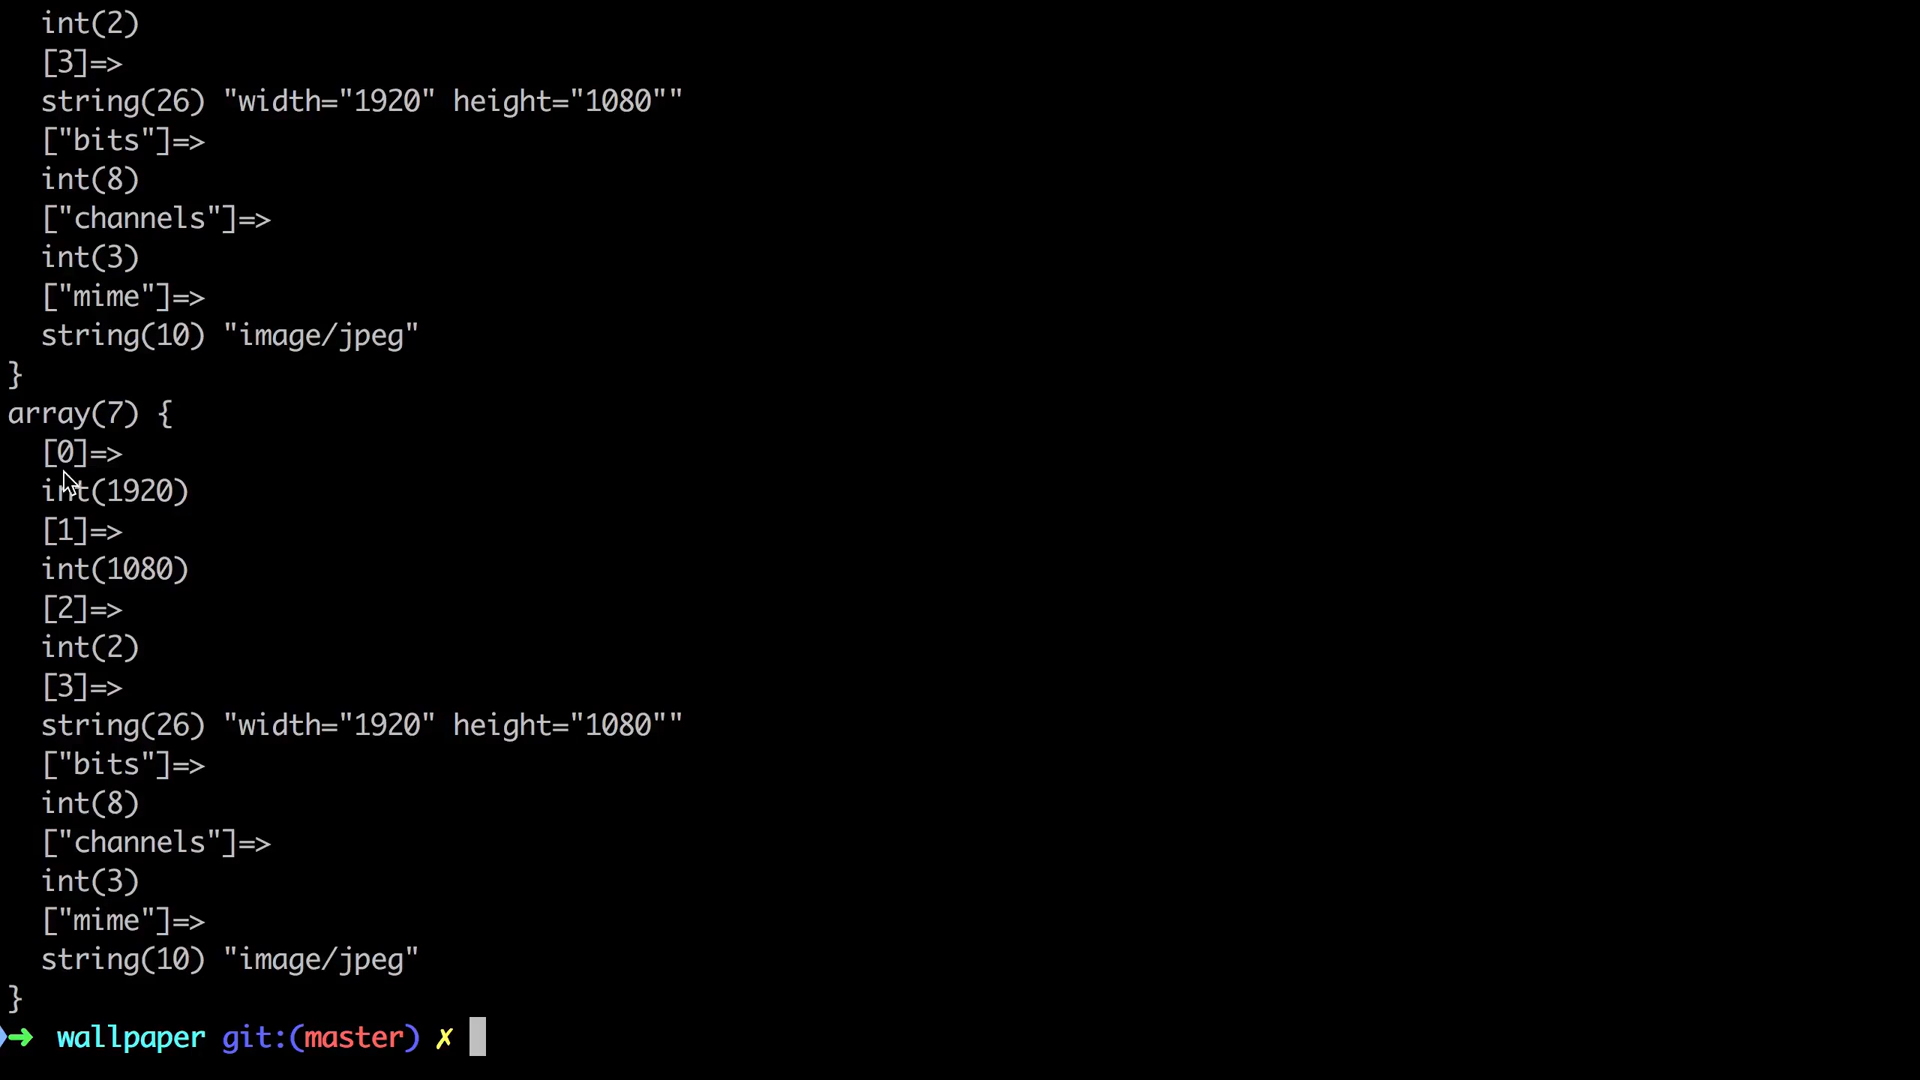 int(2)
[3]=>
string(26) "width="1920" height="1080""
["bits"]=>
int(8)
["channels"]=>
int(3)
["mime"]=>
string(10) "image/jpeg"
}
array(7) {
[0]=>
int(1920)
[1]=>
int(1080)
[2]=>
int(2)
[3]=>
string(26) "width="1920" height="1080""
["bits"]=>
int(8)
["channels"]=>
int(3)
["mime"]=>
string(10) "image/jpeg"
}
➜ wallpaper git:(master) ✗